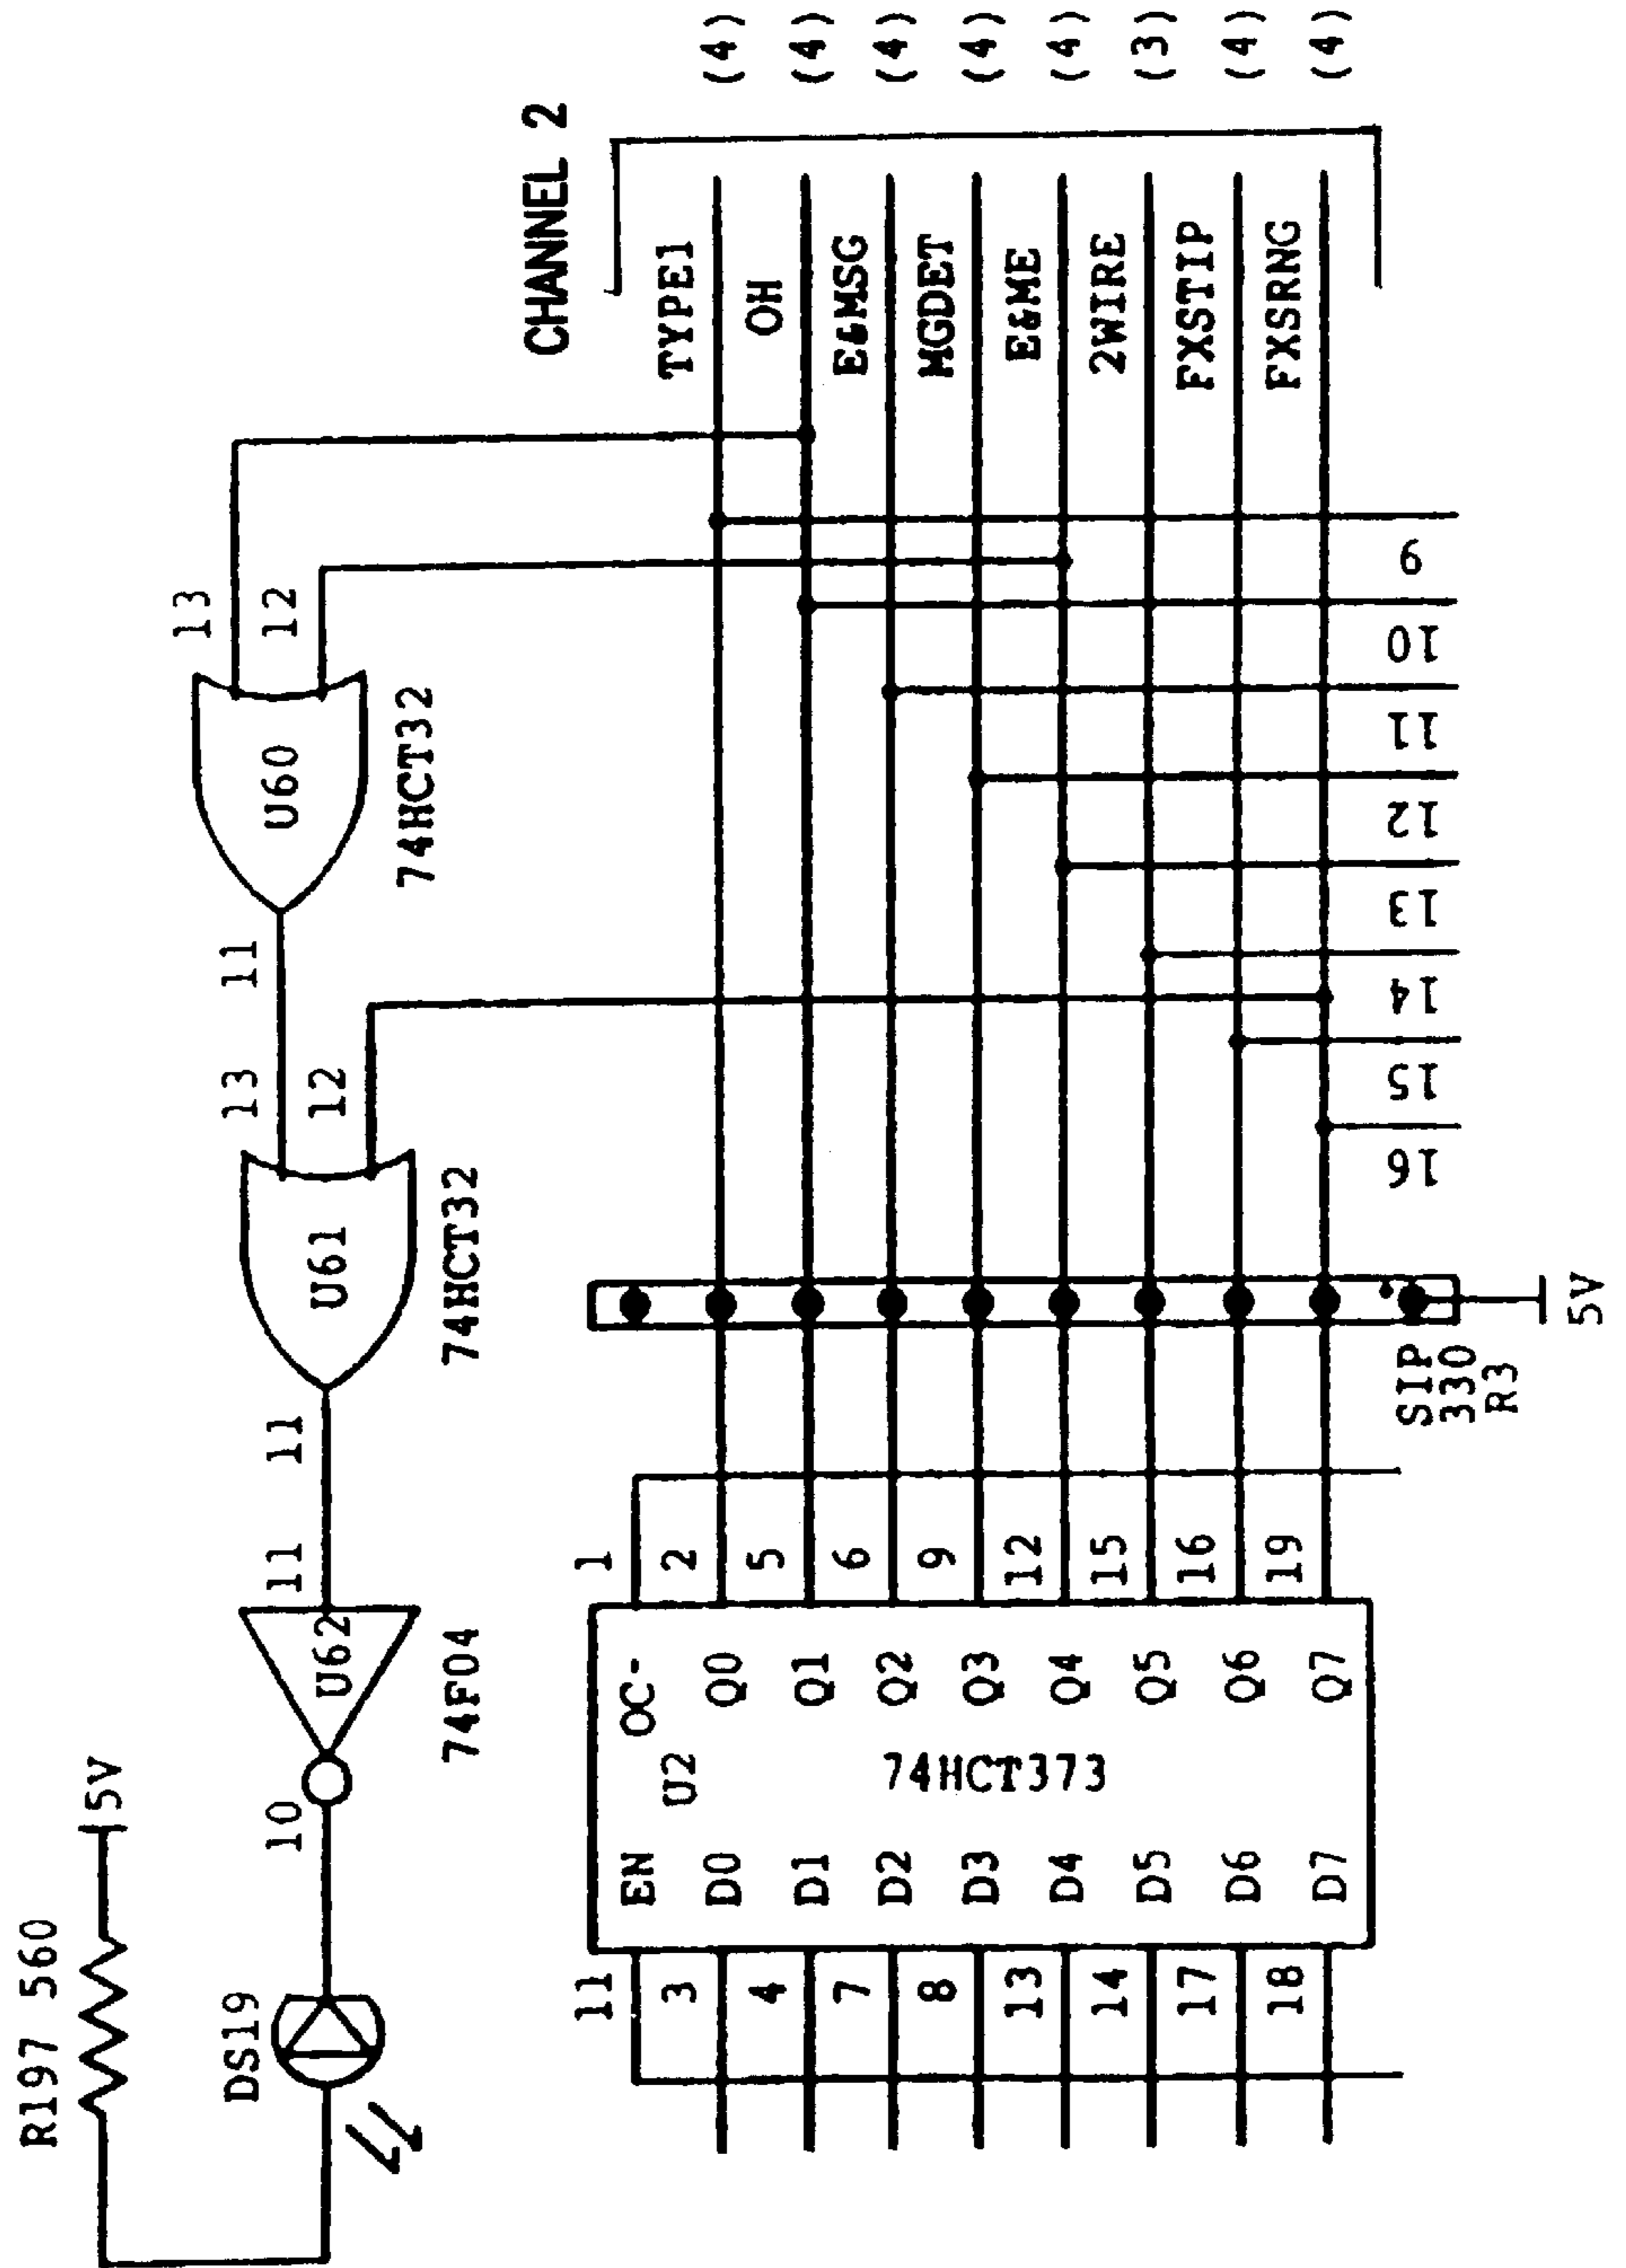 R197 560
5V
DS19
10
U62
74F04
11
11
U61
74HCT32
13
12
11
U60
74HCT32
13
12
CHANNEL 2
TYPE1
(4)
OH
(4)
E&MSG
(4)
MGDET
(4)
E&ME
(4)
2WIRE
(3)
FXSTIP
(4)
FXSRNG
(4)
11
EN
OC-
1
U2
74HCT373
3
D0
Q0
2
4
D1
Q1
5
7
D2
Q2
6
8
D3
Q3
9
13
D4
Q4
12
14
D5
Q5
15
17
D6
Q6
16
18
D7
Q7
19
SIP
330
R3
5V
16
15
14
13
12
11
10
9